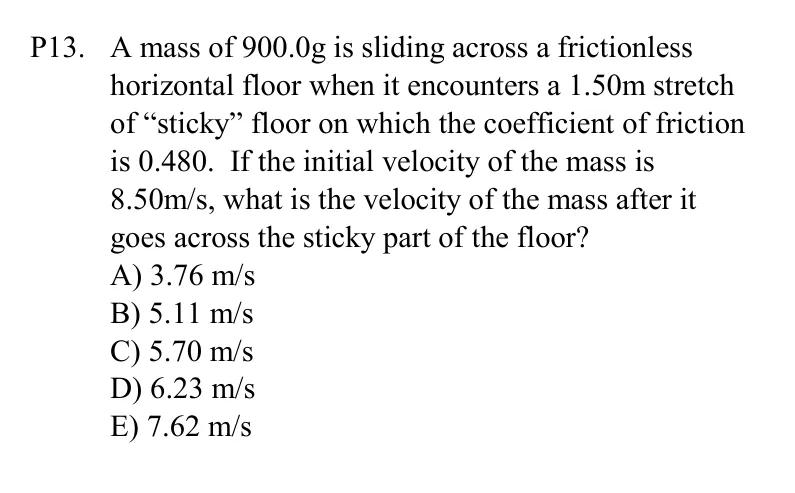 P13. A mass of 900.0g is sliding across a frictionless
horizontal floor when it encounters a 1.50m stretch
of “sticky” floor on which the coefficient of friction
is 0.480. If the initial velocity of the mass is
8.50m/s, what is the velocity of the mass after it
goes across the sticky part of the floor?
A) 3.76 m/s
B) 5.11 m/s
C) 5.70 m/s
D) 6.23 m/s
E) 7.62 m/s